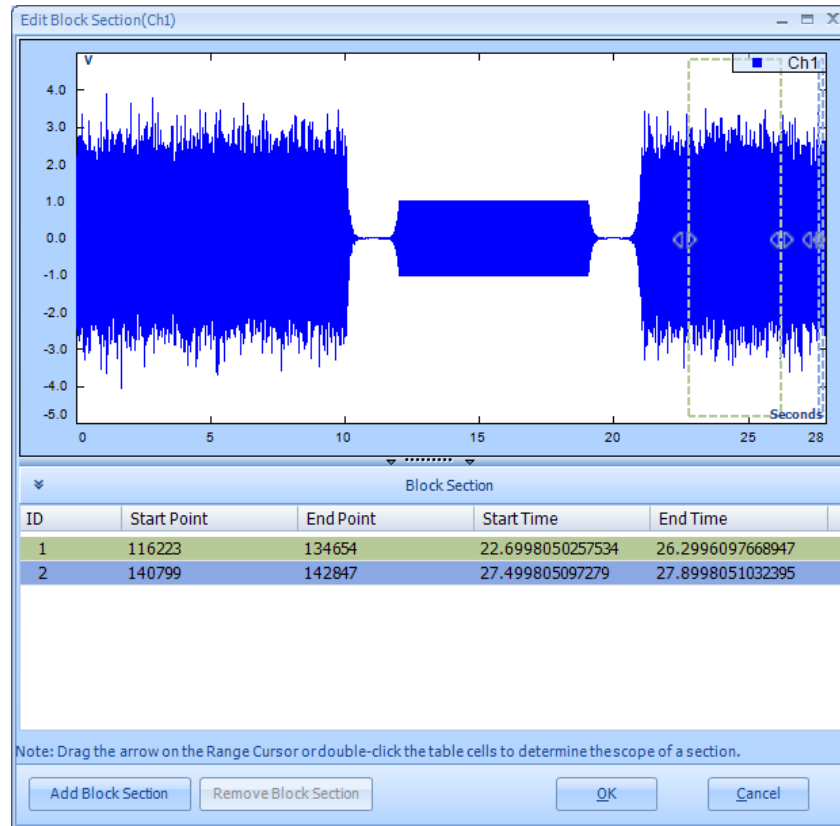 Edit Block Section(Ch1)
V
Ch1
4.0
3.0
2.0
1.0
0.0
-1.0
-2.0
-3.0
-4.0
-5.0
Seconds
0 5 10 15 20 25 28
Block Section
ID Start Point End Point Start Time End Time
1 116223 134654 22.6998050257534 26.2996097668947
2 140799 142847 27.499805097279 27.8998051032395
Note: Drag the arrow on the Range Cursor or double-click the table cells to determine the scope of a section.
Add Block Section Remove Block Section OK Cancel